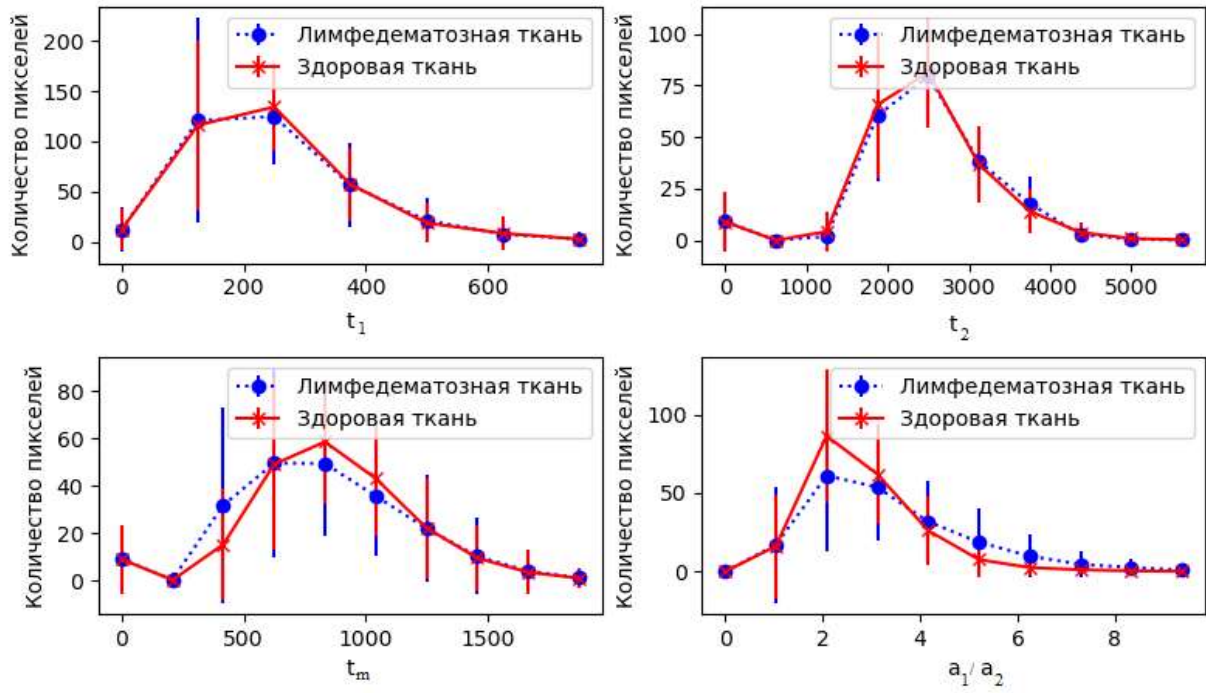 Количество пикселей
200
150
100
50
0
Лимфедематозная ткань
Здоровая ткань
0 200 400 600
t1
Количество пикселей
100
75
50
25
0
Лимфедематозная ткань
Здоровая ткань
0 1000 2000 3000 4000 5000
t2
Количество пикселей
80
60
40
20
0
Лимфедематозная ткань
Здоровая ткань
0 500 1000 1500
tm
Количество пикселей
100
50
0
Лимфедематозная ткань
Здоровая ткань
0 2 4 6 8
a1/a2